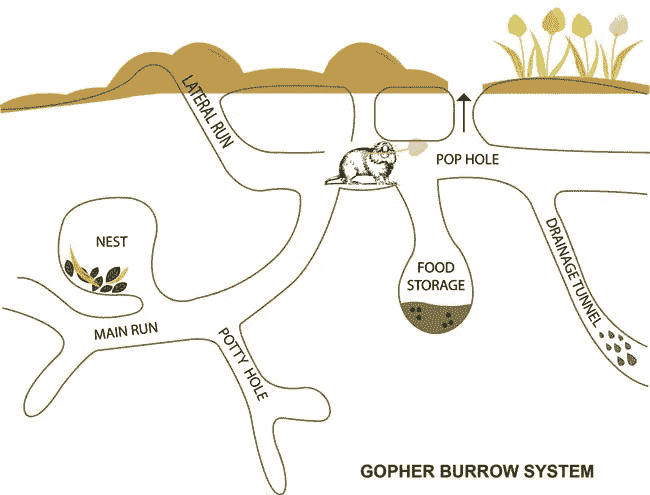 LATERAL RUN
POP HOLE
NEST
FOOD
STORAGE
DRAINAGE TUNNEL
MAIN RUN
POTTY HOLE
GOPHER BURROW SYSTEM